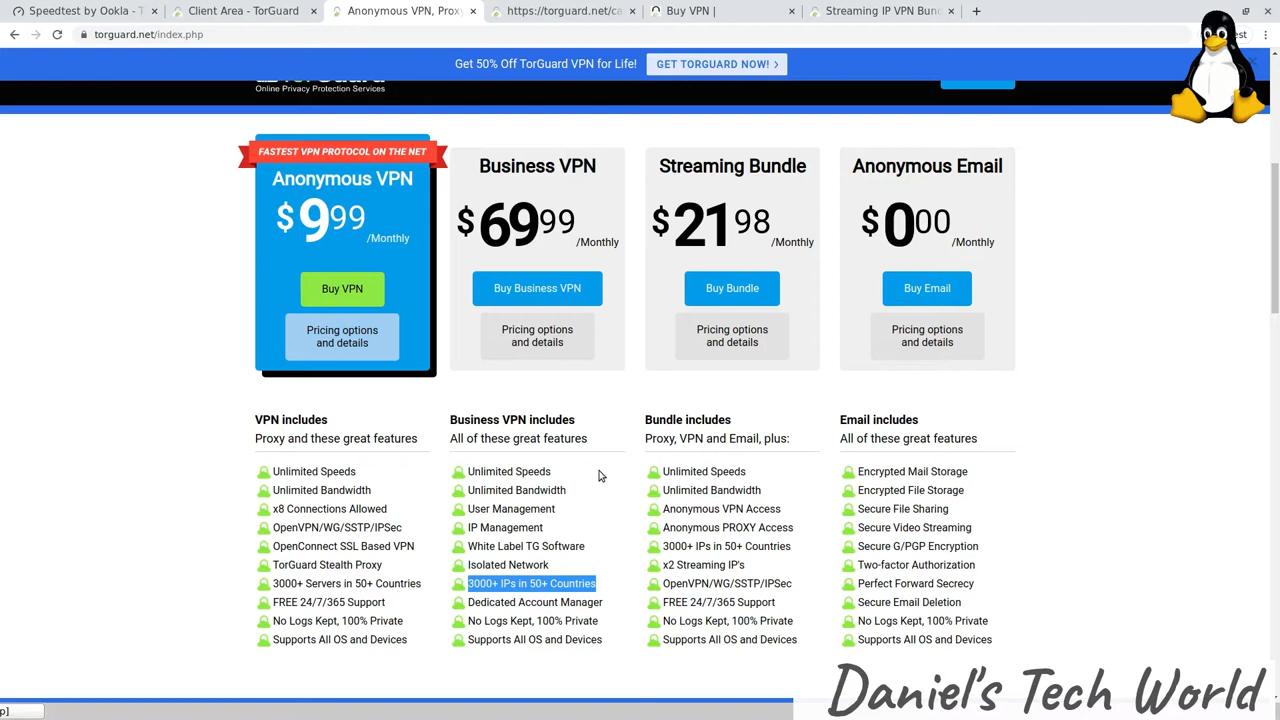 Speedtest by Ookla - T
Client Area - TorGuard
Anonymous VPN, Proxy
https://torguard.net/ca
Buy VPN |
Streaming IP VPN Bund
torguard.net/index.php
Get 50% Off TorGuard VPN for Life!
GET TORGUARD NOW!
Online Privacy Protection Services
FASTEST VPN PROTOCOL ON THE NET
Anonymous VPN
$999
/Monthly
Buy VPN
Pricing options
and details
Business VPN
$6999
/Monthly
Buy Business VPN
Pricing options
and details
Streaming Bundle
$2198
/Monthly
Buy Bundle
Pricing options
and details
Anonymous Email
$000
/Monthly
Buy Email
Pricing options
and details
VPN includes
Proxy and these great features
Unlimited Speeds
Unlimited Bandwidth
x8 Connections Allowed
OpenVPN/WG/SSTP/IPSec
OpenConnect SSL Based VPN
TorGuard Stealth Proxy
3000+ Servers in 50+ Countries
FREE 24/7/365 Support
No Logs Kept, 100% Private
Supports All OS and Devices
Business VPN includes
All of these great features
Unlimited Speeds
Unlimited Bandwidth
User Management
IP Management
White Label TG Software
Isolated Network
3000+ IPs in 50+ Countries
Dedicated Account Manager
No Logs Kept, 100% Private
Supports All OS and Devices
Bundle includes
Proxy, VPN and Email, plus:
Unlimited Speeds
Unlimited Bandwidth
Anonymous VPN Access
Anonymous PROXY Access
3000+ IPs in 50+ Countries
x2 Streaming IP's
OpenVPN/WG/SSTP/IPSec
FREE 24/7/365 Support
No Logs Kept, 100% Private
Supports All OS and Devices
Email includes
All of these great features
Encrypted Mail Storage
Encrypted File Storage
Secure File Sharing
Secure Video Streaming
Secure G/PGP Encryption
Two-factor Authorization
Perfect Forward Secrecy
Secure Email Deletion
No Logs Kept, 100% Private
Supports All OS and Devices
p]
Daniel's Tech World